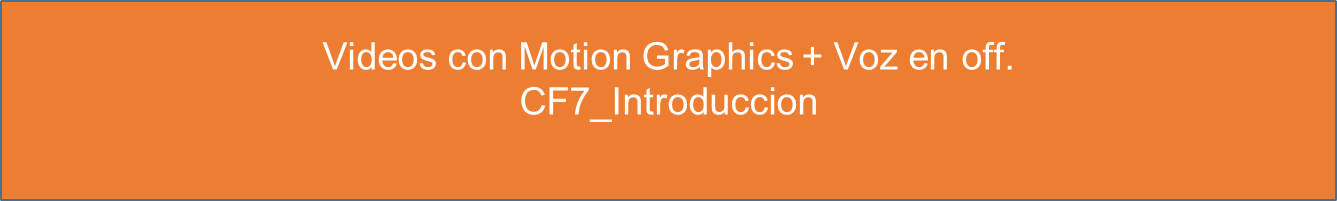 Videos con Motion Graphics + Voz en off.
CF7_Introduccion